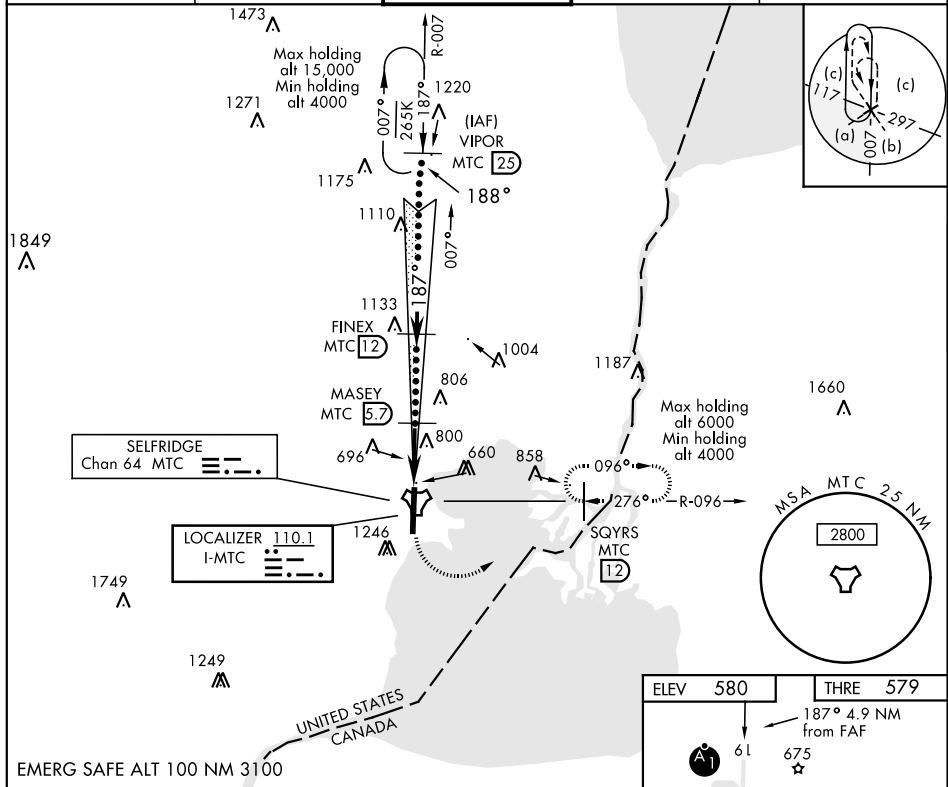 1473
Max holding
alt 15,000
Min holding
alt 4000
R-007
007°
265K
187°
1220
1271
(IAF)
VIPOR
MTC 25
1175
188°
1110
007°
187°
1849
1133
FINEX
MTC 12
1004
806
MASEY
MTC 5.7
1187
1660
800
696
660
858
Max holding
alt 6000
Min holding
alt 4000
096°
276°
R-096
SELFRIDGE
Chan 64 MTC
SQYRS
MTC
12
LOCALIZER 110.1
I-MTC
1246
1749
1249
UNITED STATES
CANADA
EMERG SAFE ALT 100 NM 3100
(c)
(c)
117
297
(a)
(b)
007
MSA MTC 25 NM
2800
ELEV 580
THRE 579
187° 4.9 NM
from FAF
A1
19
675